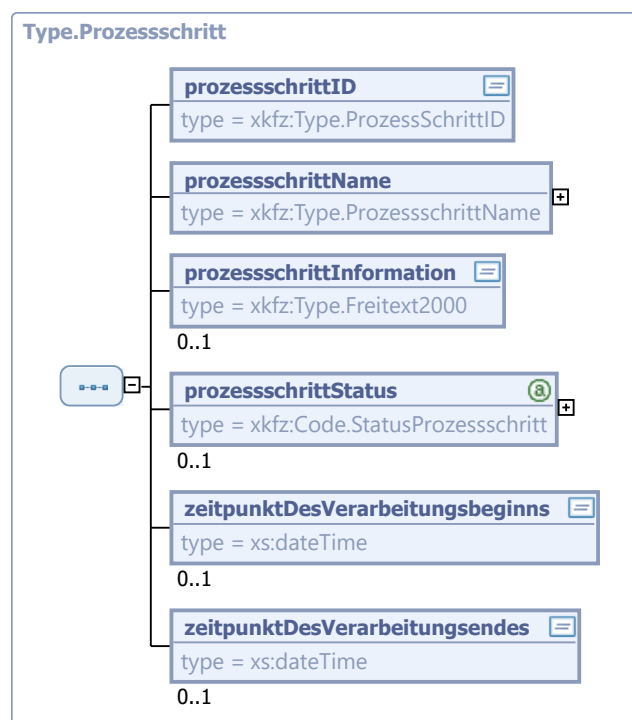 Type.Prozessschritt
prozessschrittID
type = xkfz:Type.ProzessSchrittID
prozessschrittName
type = xkfz:Type.ProzessschrittName
prozessschrittInformation
type = xkfz:Type.Freitext2000
0..1
prozessschrittStatus
type = xkfz:Code.StatusProzessschritt
0..1
zeitpunktDesVerarbeitungsbeginns
type = xs:dateTime
0..1
zeitpunktDesVerarbeitungsendes
type = xs:dateTime
0..1